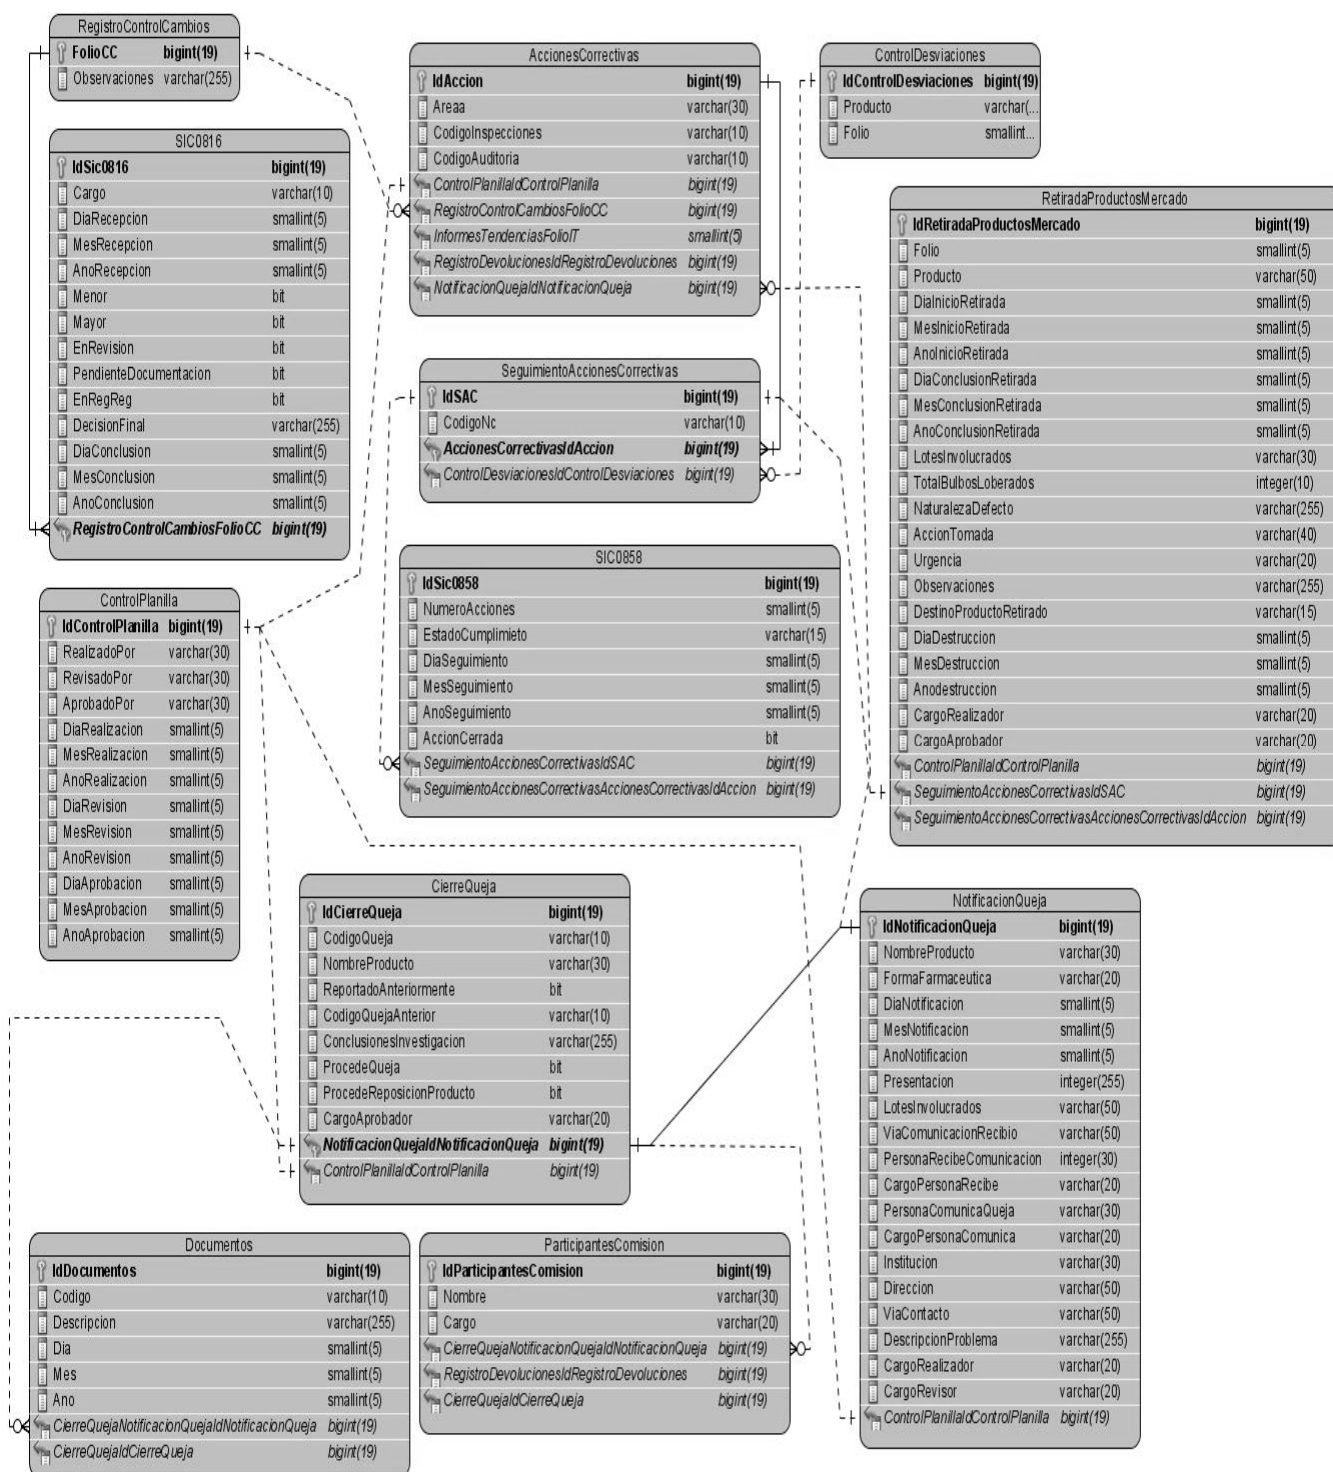 RegistroControlCambios
FolioCC bigint(19)
Observaciones varchar(255)
SIC0816
IdSic0816 bigint(19)
Cargo varchar(10)
DiaRecepcion smallint(5)
MesRecepcion smallint(5)
AnoRecepcion smallint(5)
Menor bit
Mayor bit
EnRevision bit
PendienteDocumentacion bit
EnRegReg bit
DecisionFinal varchar(255)
DiaConclusion smallint(5)
MesConclusion smallint(5)
AnoConclusion smallint(5)
RegistroControlCambiosFolioCC bigint(19)
AccionesCorrectivas
IdAccion bigint(19)
Areaa varchar(30)
CodigoInspecciones varchar(10)
CodigoAuditoria varchar(10)
ControlPlanillaIdControlPlanilla bigint(19)
RegistroControlCambiosFolioCC bigint(19)
InformesTendenciasFolioIT smallint(5)
RegistroDevolucionesIdRegistroDevoluciones bigint(19)
NotificacionQuejaIdNotificacionQueja bigint(19)
ControlDesviaciones
IdControlDesviaciones bigint(19)
Producto varchar(...
Folio smallint...
SeguimientoAccionesCorrectivas
IdSAC bigint(19)
CodigoNc varchar(10)
AccionesCorrectivasIdAccion bigint(19)
ControlDesviacionesIdControlDesviaciones bigint(19)
RetiradaProductosMercado
IdRetiradaProductosMercado bigint(19)
Folio smallint(5)
Producto varchar(50)
DiaInicioRetirada smallint(5)
MesInicioRetirada smallint(5)
AnoInicioRetirada smallint(5)
DiaConclusionRetirada smallint(5)
MesConclusionRetirada smallint(5)
AnoConclusionRetirada smallint(5)
LotesInvolucrados varchar(30)
TotalBulbosLoberados integer(10)
NaturalezaDefecto varchar(255)
AccionTomada varchar(40)
Urgencia varchar(20)
Observaciones varchar(255)
DestinoProductoRetirado varchar(15)
DiaDestruccion smallint(5)
MesDestruccion smallint(5)
Anodestruccion smallint(5)
CargoRealizador varchar(20)
CargoAprobador varchar(20)
ControlPlanillaIdControlPlanilla bigint(19)
SeguimientoAccionesCorrectivasIdSAC bigint(19)
SeguimientoAccionesCorrectivasAccionesCorrectivasIdAccion bigint(19)
SIC0858
IdSic0858 bigint(19)
NumeroAcciones smallint(5)
EstadoCumplimieto varchar(15)
DiaSeguimiento smallint(5)
MesSeguimiento smallint(5)
AnoSeguimiento smallint(5)
AccionCerrada bit
SeguimientoAccionesCorrectivasIdSAC bigint(19)
SeguimientoAccionesCorrectivasAccionesCorrectivasIdAccion bigint(19)
ControlPlanilla
IdControlPlanilla bigint(19)
RealizadoPor varchar(30)
RevisadoPor varchar(30)
AprobadoPor varchar(30)
DiaRealizacion smallint(5)
MesRealizacion smallint(5)
AnoRealizacion smallint(5)
DiaRevision smallint(5)
MesRevision smallint(5)
AnoRevision smallint(5)
DiaAprobacion smallint(5)
MesAprobacion smallint(5)
AnoAprobacion smallint(5)
CierreQueja
IdCierreQueja bigint(19)
CodigoQueja varchar(10)
NombreProducto varchar(30)
ReportadoAnteriormente bit
CodigoQuejaAnterior varchar(10)
ConclusionesInvestigacion varchar(255)
ProcedeQueja bit
ProcedeReposicionProducto bit
CargoAprobador varchar(20)
NotificacionQuejaIdNotificacionQueja bigint(19)
ControlPlanillaIdControlPlanilla bigint(19)
NotificacionQueja
IdNotificacionQueja bigint(19)
NombreProducto varchar(30)
FormaFarmaceutica varchar(20)
DiaNotificacion smallint(5)
MesNotificacion smallint(5)
AnoNotificacion smallint(5)
Presentacion integer(255)
LotesInvolucrados varchar(50)
ViaComunicacionRecibio varchar(50)
PersonaRecibeComunicacion integer(30)
CargoPersonaRecibe varchar(20)
PersonaComunicaQueja varchar(30)
CargoPersonaComunica varchar(20)
Institucion varchar(30)
Direccion varchar(50)
ViaContacto varchar(50)
DescripcionProblema varchar(255)
CargoRealizador varchar(20)
CargoRevisor varchar(20)
ControlPlanillaIdControlPlanilla bigint(19)
Documentos
IdDocumentos bigint(19)
Codigo varchar(10)
Descripcion varchar(255)
Dia smallint(5)
Mes smallint(5)
Ano smallint(5)
CierreQuejaNotificacionQuejaIdNotificacionQueja bigint(19)
CierreQuejaIdCierreQueja bigint(19)
ParticipantesComision
IdParticipantesComision bigint(19)
Nombre varchar(30)
Cargo varchar(20)
CierreQuejaNotificacionQuejaIdNotificacionQueja bigint(19)
RegistroDevolucionesIdRegistroDevoluciones bigint(19)
CierreQuejaIdCierreQueja bigint(19)